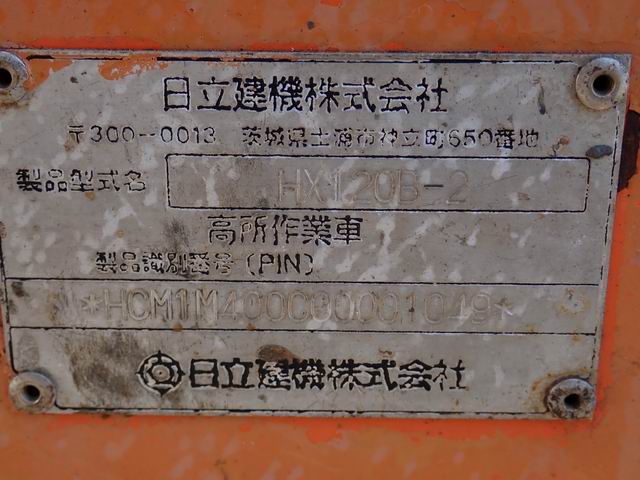 日立建機株式会社
〒300-0013 茨城県土浦市神立町650番地
製品型式名 HX120B-2
高所作業車
製品識別番号(PIN)
*HCM1M400C00001049*
日立建機株式会社